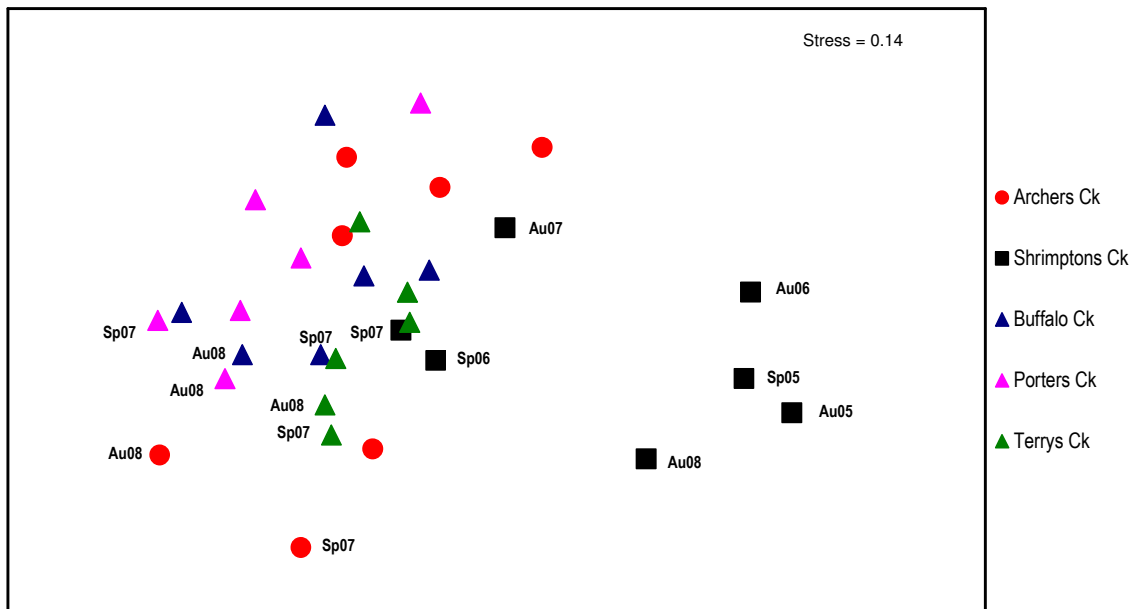 Stress = 0.14
Au07
Au06
Sp07
Sp07
Sp07
Au08
Sp06
Sp05
Au08
Au08
Au05
Sp07
Au08
Au08
Sp07
Archers Ck
Shrimptons Ck
Buffalo Ck
Porters Ck
Terrys Ck